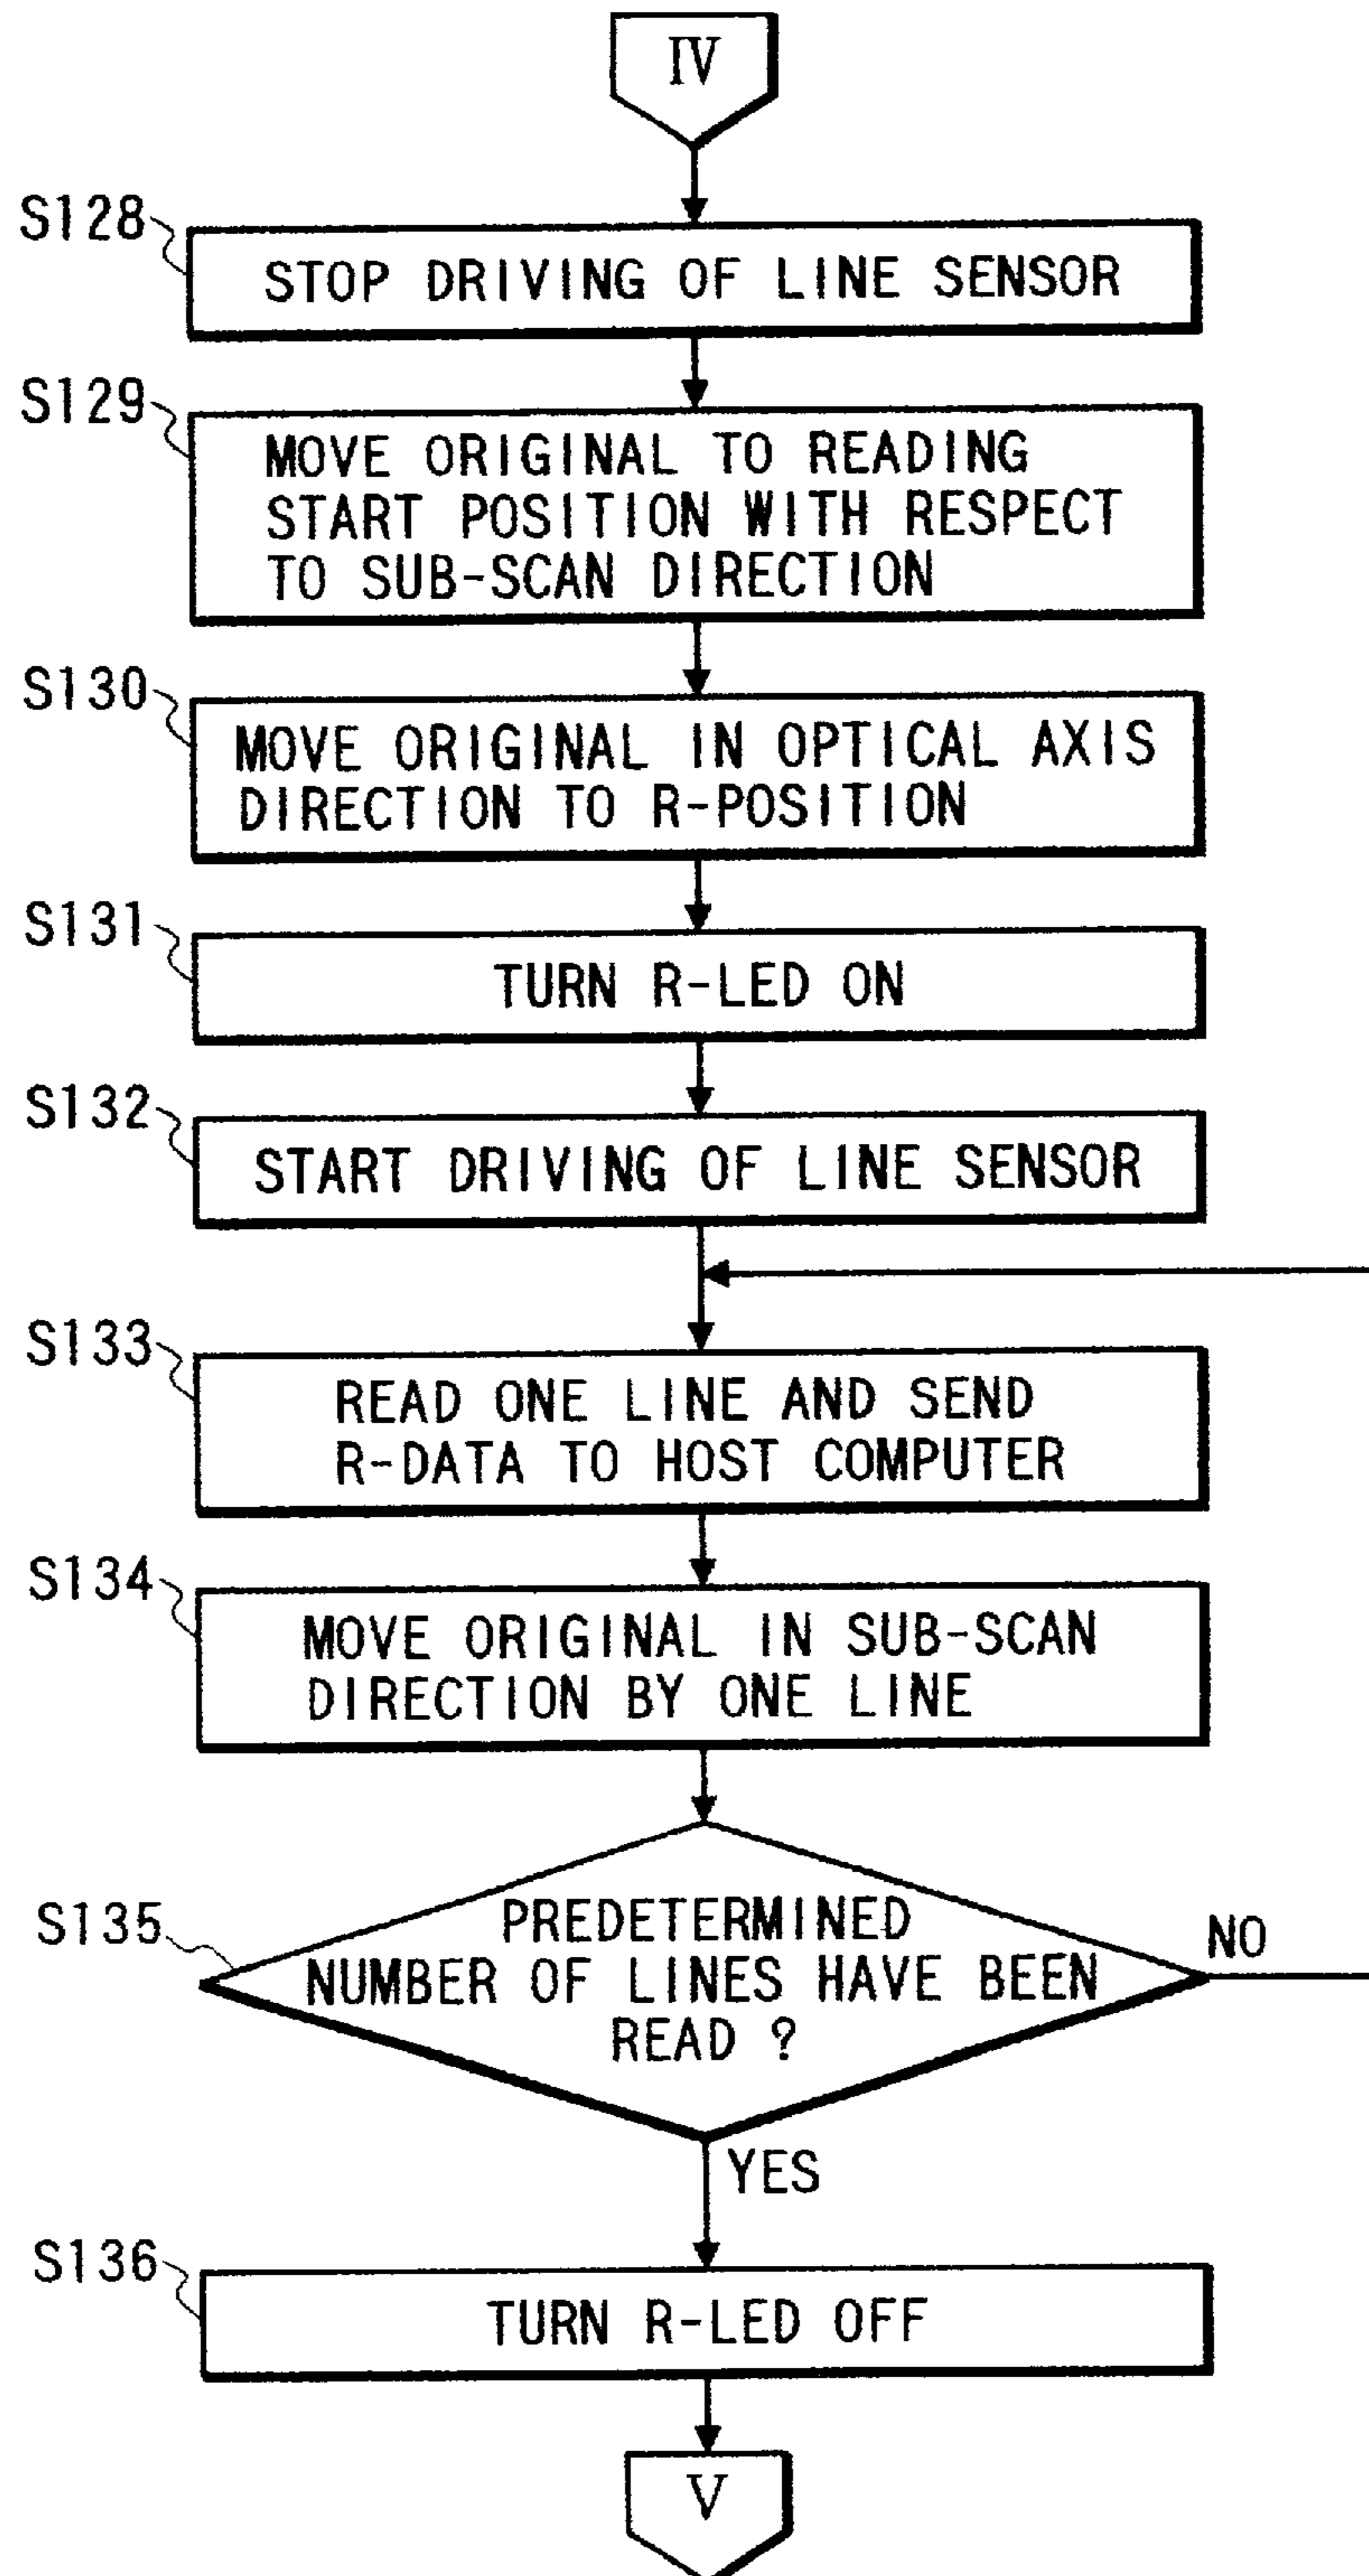 IV
S128
STOP DRIVING OF LINE SENSOR
S129
MOVE ORIGINAL TO READING
START POSITION WITH RESPECT
TO SUB-SCAN DIRECTION
S130
MOVE ORIGINAL IN OPTICAL AXIS
DIRECTION TO R-POSITION
S131
TURN R-LED ON
S132
START DRIVING OF LINE SENSOR
S133
READ ONE LINE AND SEND
R-DATA TO HOST COMPUTER
S134
MOVE ORIGINAL IN SUB-SCAN
DIRECTION BY ONE LINE
S135
PREDETERMINED
NUMBER OF LINES HAVE BEEN
READ ?
NO
YES
S136
TURN R-LED OFF
V